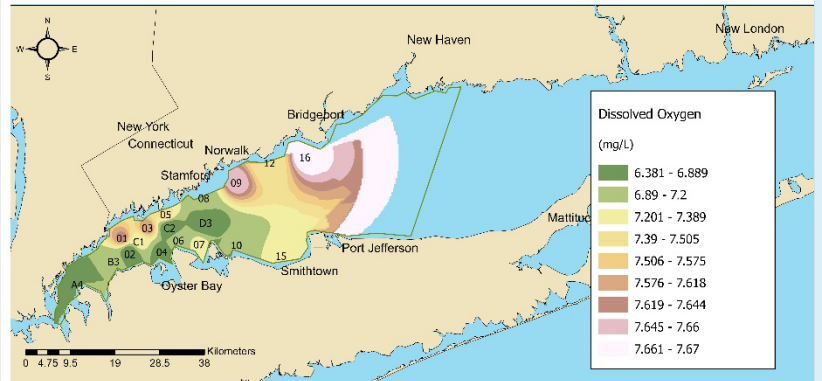 N
W E
S
New London
New Haven
Bridgeport
New York
Connecticut
Norwalk
Stamford
16
12
09
08
05
03
01
C1
C2
D3
02
B3
04
06
07
10
15
A4
Oyster Bay
Smithtown
Port Jefferson
Mattituc
Dissolved Oxygen
(mg/L)
6.381 - 6.889
6.89 - 7.2
7.201 - 7.389
7.39 - 7.505
7.506 - 7.575
7.576 - 7.618
7.619 - 7.644
7.645 - 7.66
7.661 - 7.67
Kilometers
0 4.75 9.5 19 28.5 38